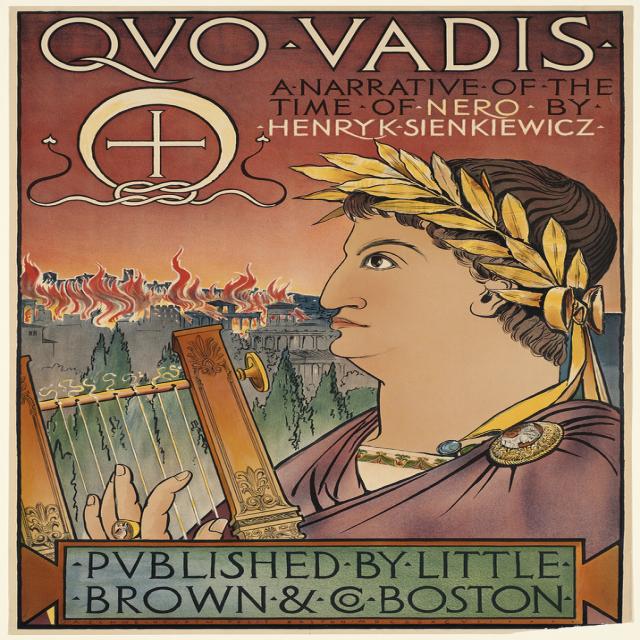 QVO·VADIS·
A·NARRATIVE·OF·THE
TIME·OF·NERO·BY·
·HENRYK·SIENKIEWICZ·
·PVBLISHED·BY·LITTLE·
·BROWN·&·CO·BOSTON·